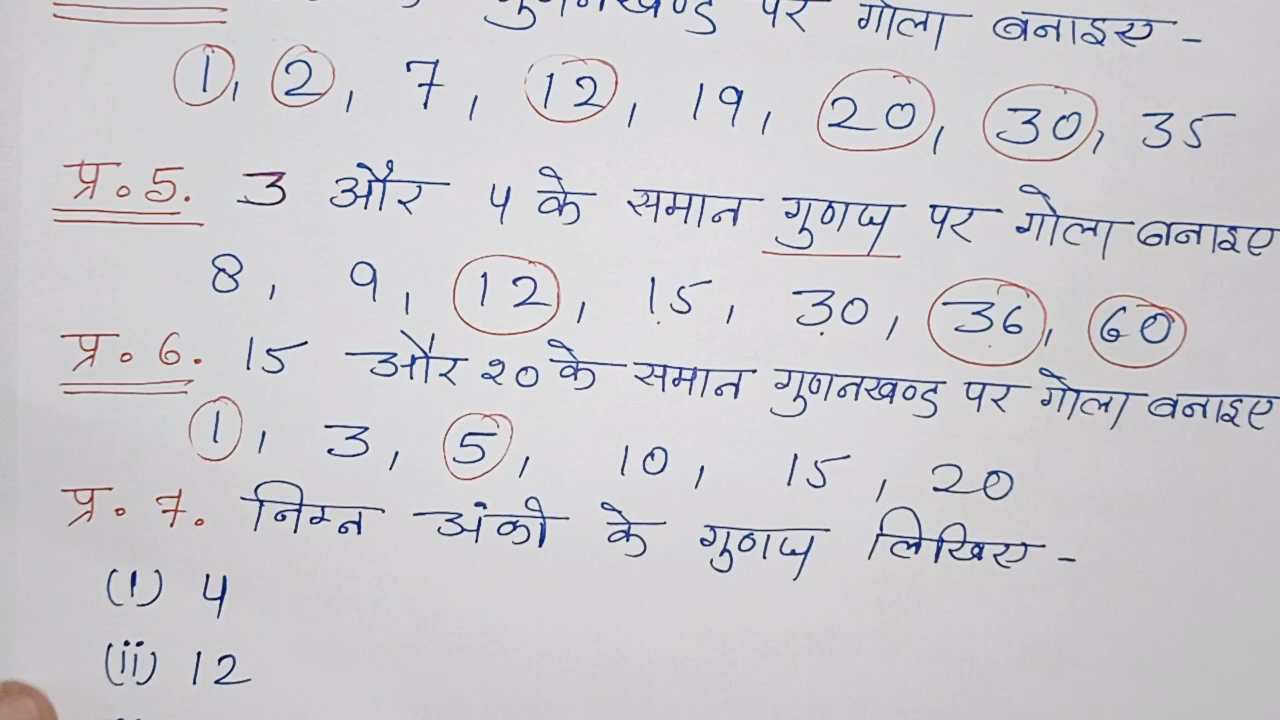 गुणनखण्ड पर गोला बनाइए -
1, 2, 7, 12, 19, 20, 30, 35
प्र. 5. 3 और 4 के समान गुणज पर गोला बनाइए
8, 9, 12, 15, 30, 36, 60
प्र. 6. 15 और २० के समान गुणनखण्ड पर गोला बनाइए
1, 3, 5, 10, 15, 20
प्र. 7. निम्न अंको के गुणज लिखिए -
(i) 4
(ii) 12